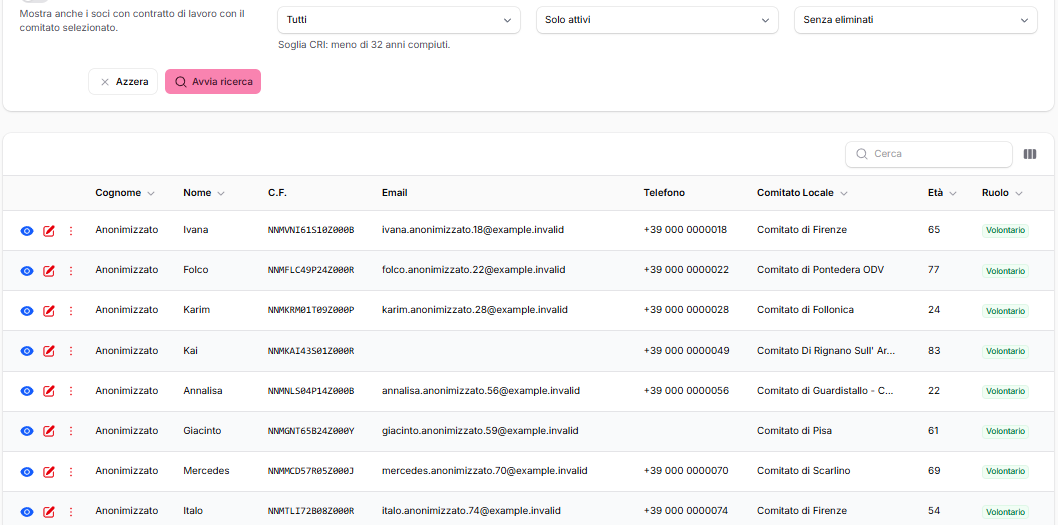 Mostra anche i soci con contratto di lavoro con il
comitato selezionato.
Tutti
Solo attivi
Senza eliminati
Soglia CRI: meno di 32 anni compiuti.
Azzera
Avvia ricerca
Cerca
Cognome Nome C.F. Email Telefono Comitato Locale Età Ruolo
Anonimizzato Ivana NNMVNI61S10Z000B ivana.anonimizzato.18@example.invalid +39 000 0000018 Comitato di Firenze 65 Volontario
Anonimizzato Folco NNMFLC49P24Z000R folco.anonimizzato.22@example.invalid +39 000 0000022 Comitato di Pontedera ODV 77 Volontario
Anonimizzato Karim NNMKRM01T09Z000P karim.anonimizzato.28@example.invalid +39 000 0000028 Comitato di Follonica 24 Volontario
Anonimizzato Kai NNMKAI43S01Z000R +39 000 0000049 Comitato Di Rignano Sull' Ar... 83 Volontario
Anonimizzato Annalisa NNMNLS04P14Z000B annalisa.anonimizzato.56@example.invalid +39 000 0000056 Comitato di Guardistallo - C... 22 Volontario
Anonimizzato Giacinto NNMGNT65B24Z000Y giacinto.anonimizzato.59@example.invalid Comitato di Pisa 61 Volontario
Anonimizzato Mercedes NNMMCD57R05Z000J mercedes.anonimizzato.70@example.invalid +39 000 0000070 Comitato di Scarlino 69 Volontario
Anonimizzato Italo NNMTLI72B08Z000R italo.anonimizzato.74@example.invalid +39 000 0000074 Comitato di Firenze 54 Volontario